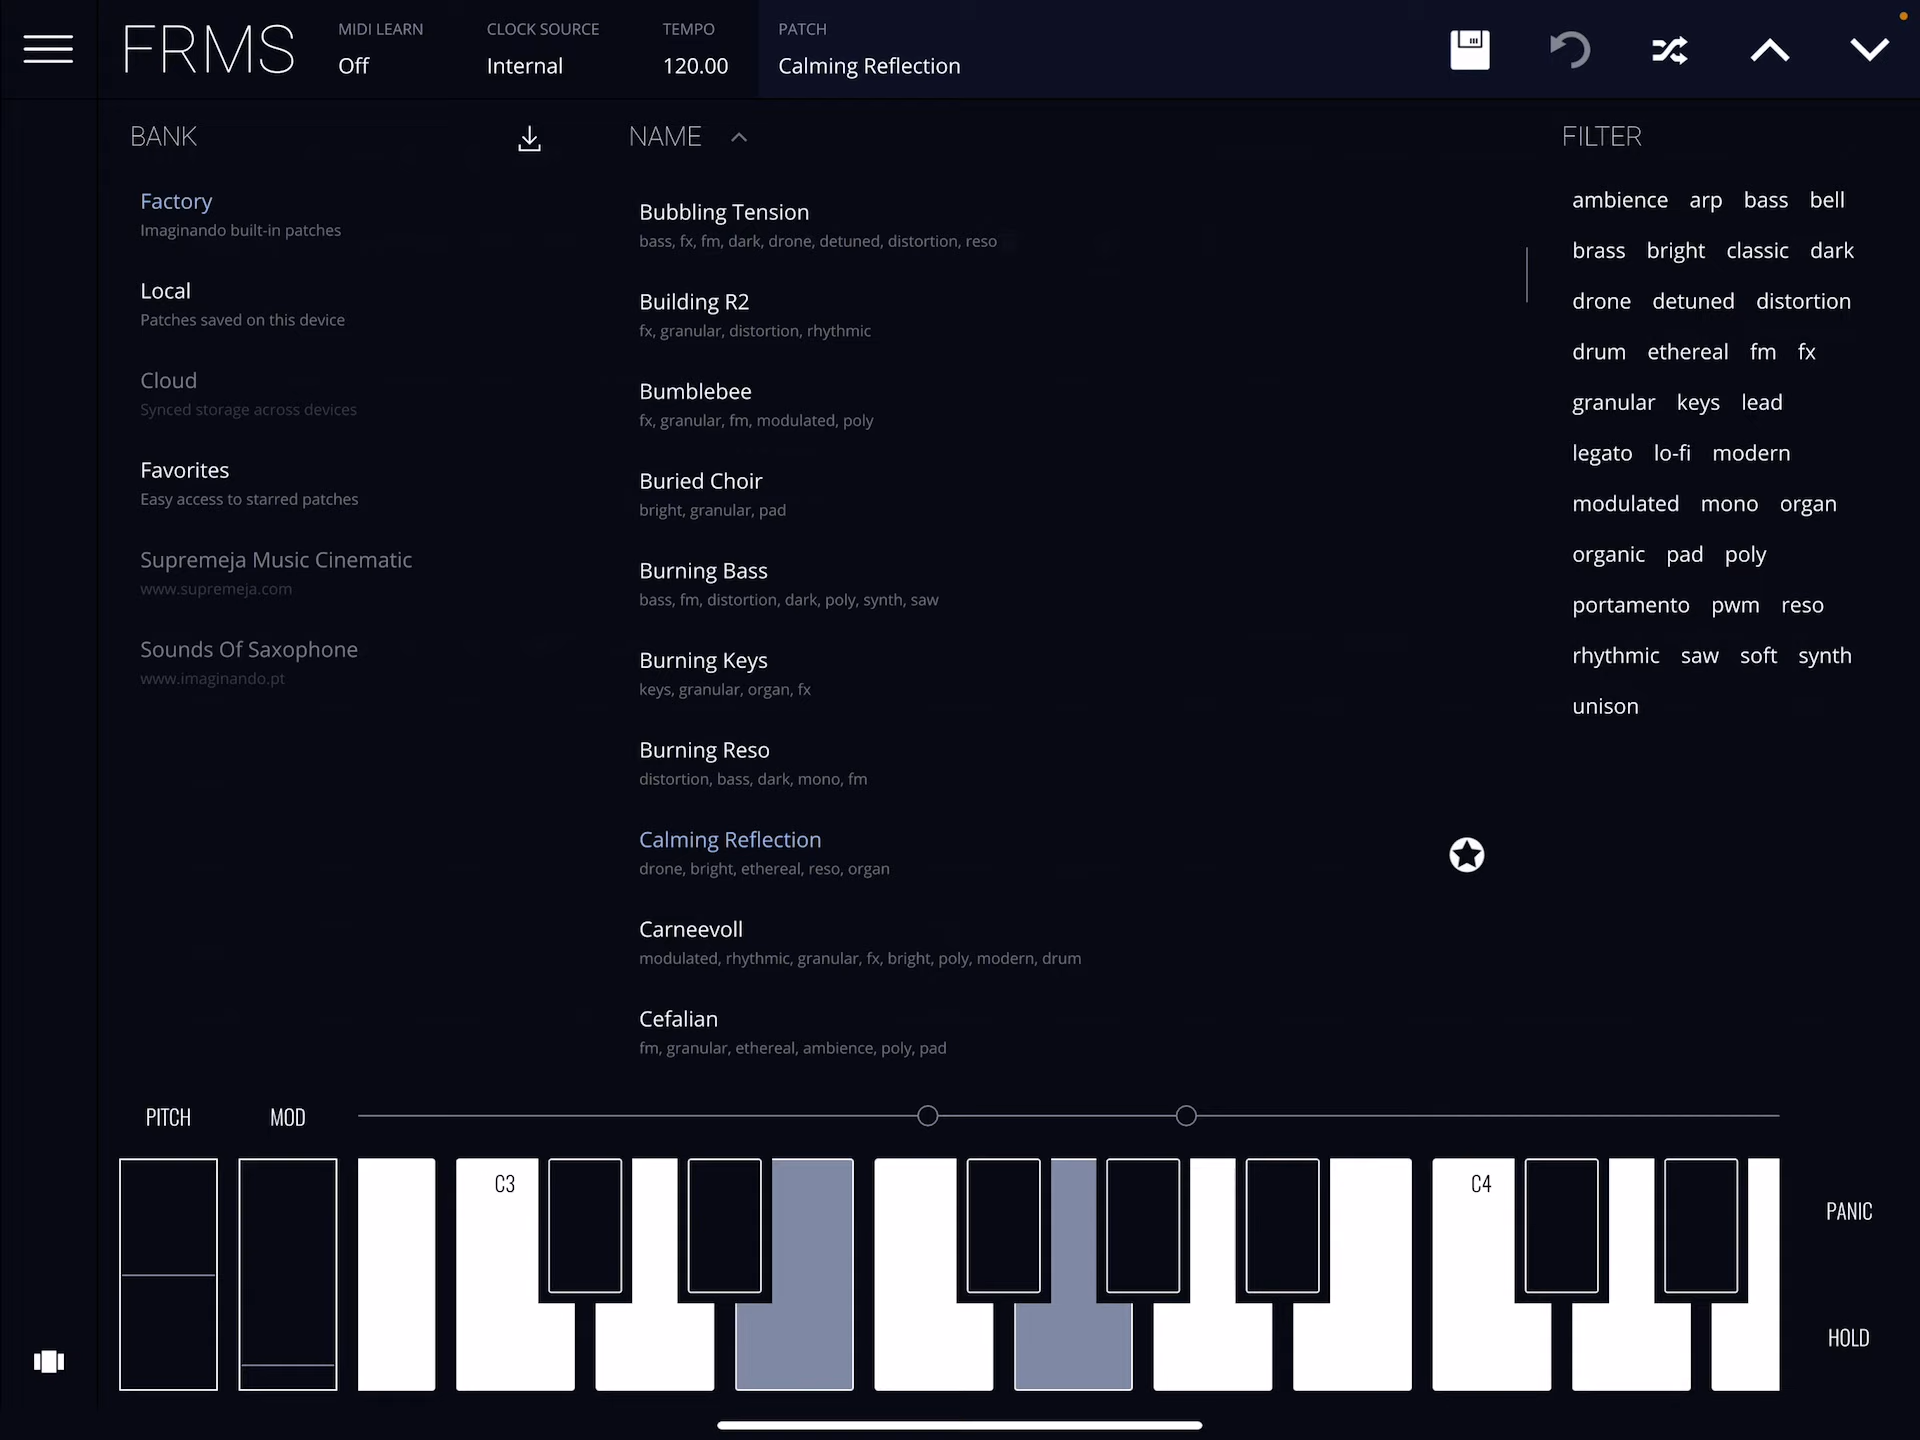 FRMS
MIDI LEARN
Off
CLOCK SOURCE
Internal
TEMPO
120.00
PATCH
Calming Reflection
BANK
Factory
Imaginando built-in patches
Local
Patches saved on this device
Cloud
Synced storage across devices
Favorites
Easy access to starred patches
Supremeja Music Cinematic
www.supremeja.com
Sounds Of Saxophone
www.imaginando.pt
NAME
Bubbling Tension
bass, fx, fm, dark, drone, detuned, distortion, reso
Building R2
fx, granular, distortion, rhythmic
Bumblebee
fx, granular, fm, modulated, poly
Buried Choir
bright, granular, pad
Burning Bass
bass, fm, distortion, dark, poly, synth, saw
Burning Keys
keys, granular, organ, fx
Burning Reso
distortion, bass, dark, mono, fm
Calming Reflection
drone, bright, ethereal, reso, organ
Carneevoll
modulated, rhythmic, granular, fx, bright, poly, modern, drum
Cefalian
fm, granular, ethereal, ambience, poly, pad
FILTER
ambience arp bass bell
brass bright classic dark
drone detuned distortion
drum ethereal fm fx
granular keys lead
legato lo-fi modern
modulated mono organ
organic pad poly
portamento pwm reso
rhythmic saw soft synth
unison
PITCH
MOD
C3
C4
PANIC
HOLD